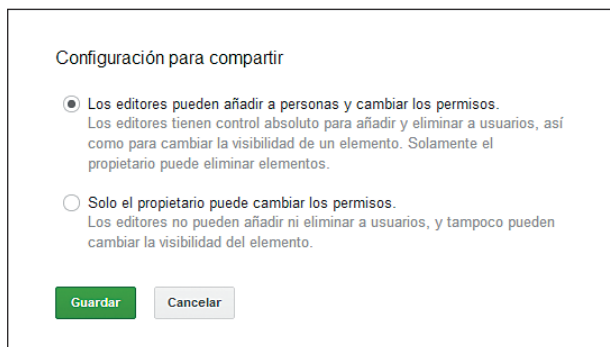 Configuración para compartir
Los editores pueden añadir a personas y cambiar los permisos.
Los editores tienen control absoluto para añadir y eliminar a usuarios, así
como para cambiar la visibilidad de un elemento. Solamente el
propietario puede eliminar elementos.
Solo el propietario puede cambiar los permisos.
Los editores no pueden añadir ni eliminar a usuarios, y tampoco pueden
cambiar la visibilidad del elemento.
Guardar Cancelar